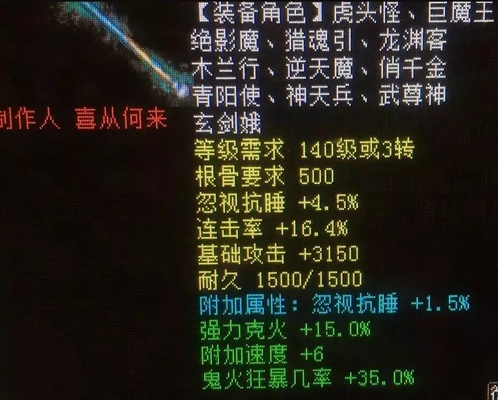 【装备角色】虎头怪、巨魔王
绝影魔、猎魂引、龙渊客
木兰行、逆天魔、俏千金
青阳使、神天兵、武尊神
制作人 喜从何来
玄剑娥
等级需求 140级或3转
根骨要求 500
忽视抗睡 +4.5%
连击率 +16.4%
基础攻击 +3150
耐久 1500/1500
附加属性: 忽视抗睡 +1.5%
强力克火 +15.0%
附加速度 +6
鬼火狂暴几率 +35.0%